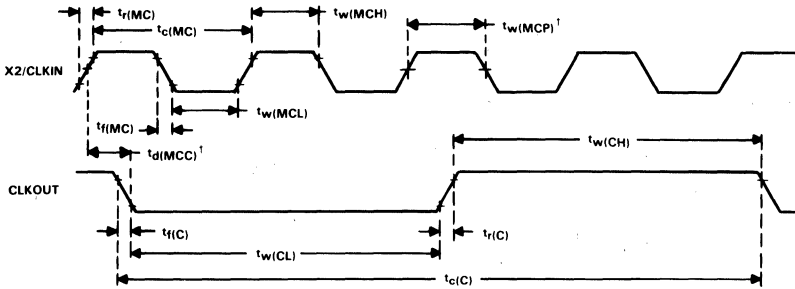 tr(MC)
tc(MC)
tw(MCH)
tw(MCP)†
X2/CLKIN
tf(MC)
tw(MCL)
td(MCC)†
tw(CH)
CLKOUT
tf(C)
tr(C)
tw(CL)
tc(C)